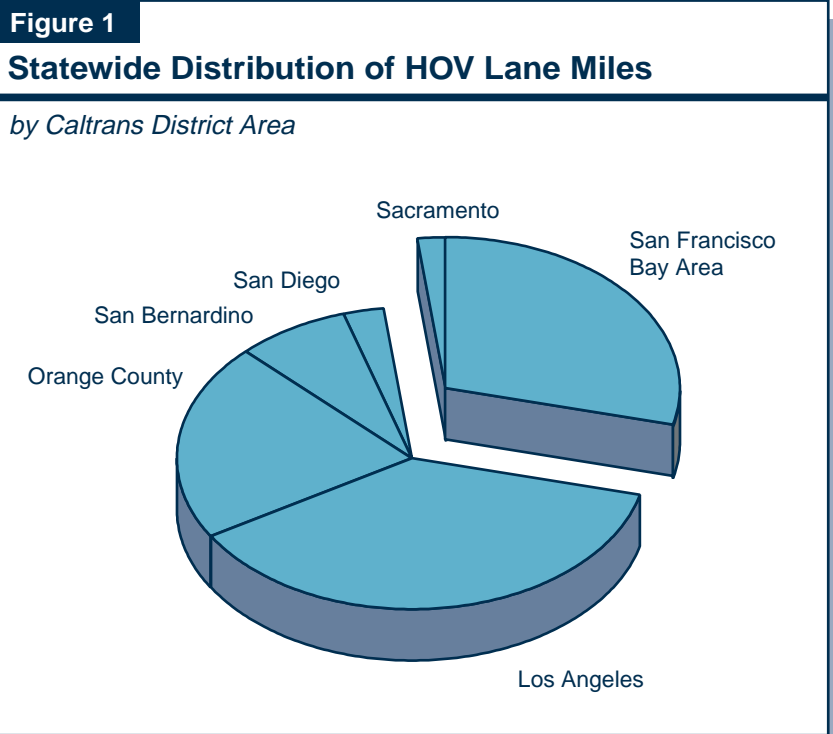 Figure 1
Statewide Distribution of HOV Lane Miles
by Caltrans District Area
Sacramento
San Francisco
Bay Area
San Diego
San Bernardino
Orange County
Los Angeles